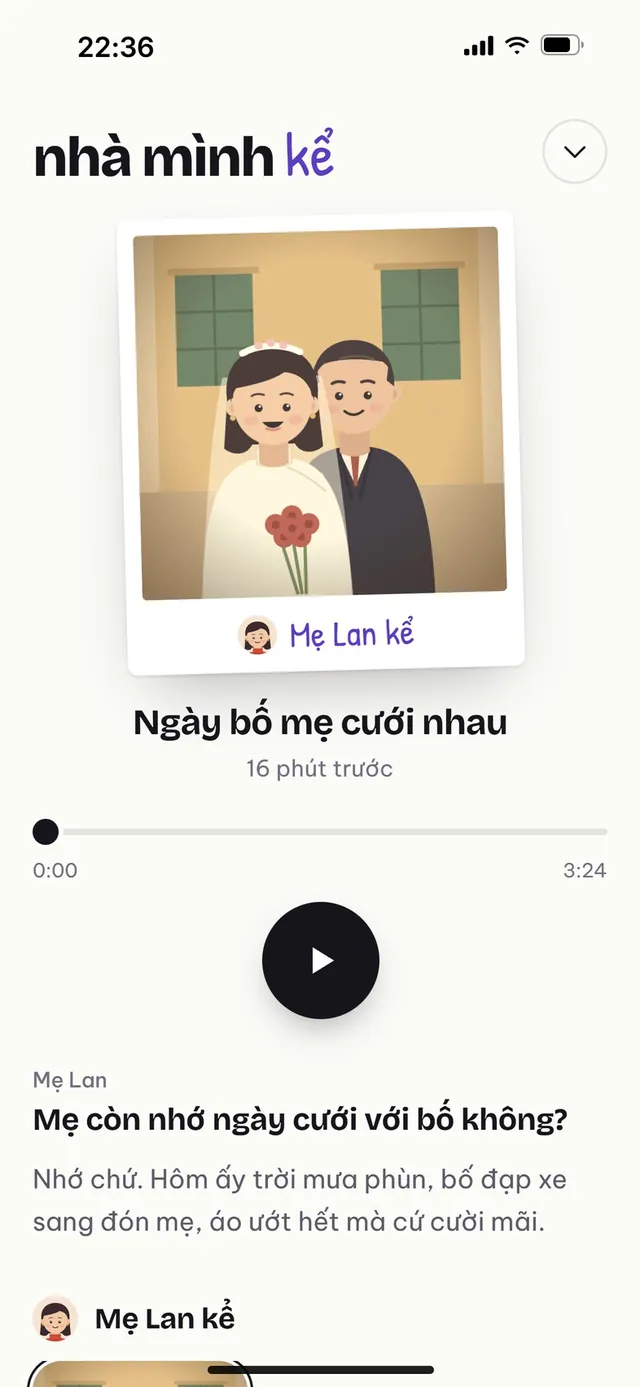 22:36
nhà mình kể
Mẹ Lan kể
Ngày bố mẹ cưới nhau
16 phút trước
0:00
3:24
Mẹ Lan
Mẹ còn nhớ ngày cưới với bố không?
Nhớ chứ. Hôm ấy trời mưa phùn, bố đạp xe
sang đón mẹ, áo ướt hết mà cứ cười mãi.
Mẹ Lan kể